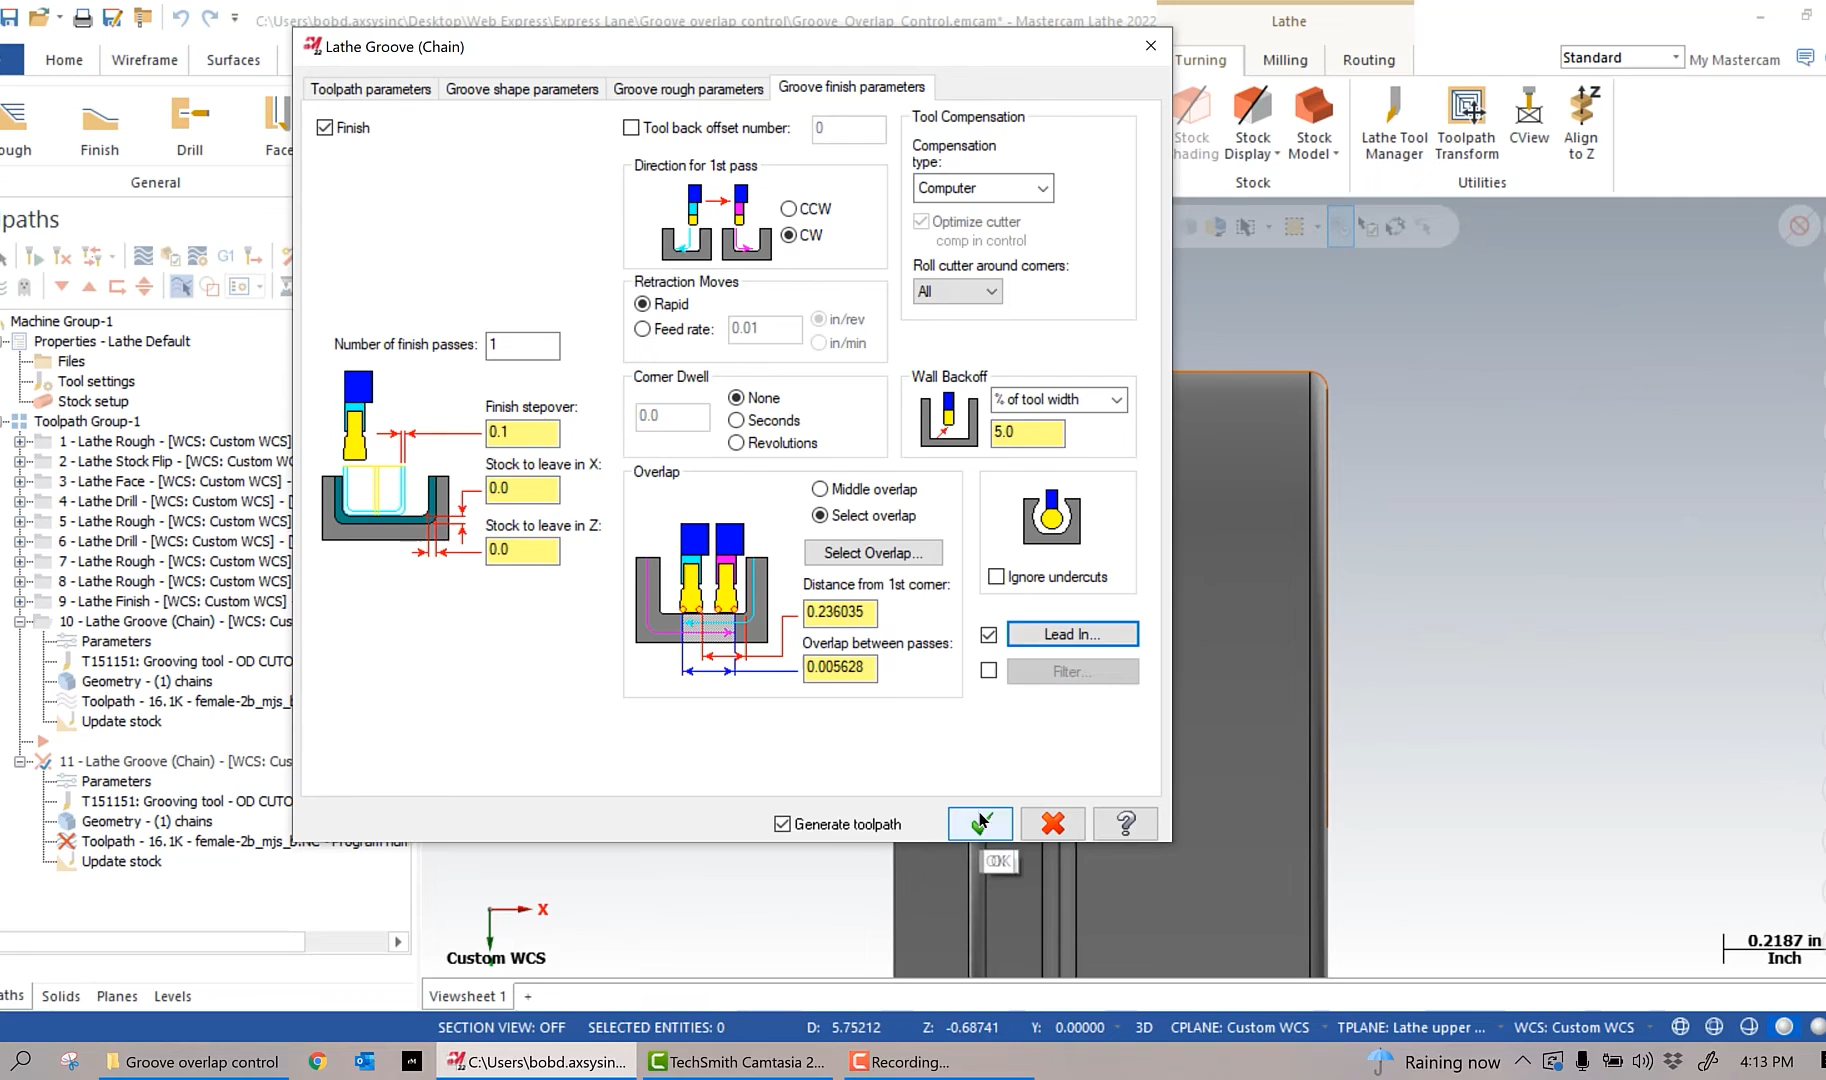 C:\Users\bobd.axsysinc\Desktop\Web Express\Express Lane\Groove overlap control\Groove_Overlap_Control.emcam* - Mastercam Lathe 2022
Lathe
Home
Wireframe
Surfaces
Turning
Milling
Routing
Standard
My Mastercam
ough
Finish
Drill
Face
General
Stock
hading
Stock
Display
Stock
Model
Lathe Tool
Manager
Toolpath
Transform
CView
Align
to Z
Stock
Utilities
paths
G1
Machine Group-1
Properties - Lathe Default
Files
Tool settings
Stock setup
Toolpath Group-1
1 - Lathe Rough - [WCS: Custom WCS]
2 - Lathe Stock Flip - [WCS: Custom WC
3 - Lathe Face - [WCS: Custom WCS]
4 - Lathe Drill - [WCS: Custom WCS] -
5 - Lathe Rough - [WCS: Custom WCS]
6 - Lathe Drill - [WCS: Custom WCS] -
7 - Lathe Rough - [WCS: Custom WCS]
8 - Lathe Rough - [WCS: Custom WCS]
9 - Lathe Finish - [WCS: Custom WCS]
10 - Lathe Groove (Chain) - [WCS: Cus
Parameters
T151151: Grooving tool - OD CUTO
Geometry - (1) chains
Toolpath - 16.1K - female-2b_mjs_b
Update stock
11 - Lathe Groove (Chain) - [WCS: Cus
Parameters
T151151: Grooving tool - OD CUTO
Geometry - (1) chains
Toolpath - 16.1K - female-2b_mjs_b.NC - Program num
Update stock
Lathe Groove (Chain)
Toolpath parameters
Groove shape parameters
Groove rough parameters
Groove finish parameters
Finish
Number of finish passes:
1
Finish stepover:
0.1
Stock to leave in X:
0.0
Stock to leave in Z:
0.0
Tool back offset number:
0
Direction for 1st pass
CCW
CW
Retraction Moves
Rapid
Feed rate:
0.01
in/rev
in/min
Corner Dwell
0.0
None
Seconds
Revolutions
Overlap
Middle overlap
Select overlap
Select Overlap...
Distance from 1st corner:
0.236035
Overlap between passes:
0.005628
Tool Compensation
Compensation
type:
Computer
Optimize cutter
comp in control
Roll cutter around corners:
All
Wall Backoff
% of tool width
5.0
Ignore undercuts
Lead In...
Filter...
Generate toolpath
OK
X
Custom WCS
0.2187 in
Inch
aths
Solids
Planes
Levels
Viewsheet 1
+
SECTION VIEW: OFF
SELECTED ENTITIES: 0
D: 5.75212
Z: -0.68741
Y: 0.00000
3D
CPLANE: Custom WCS
TPLANE: Lathe upper ...
WCS: Custom WCS
Groove overlap control
C:\Users\bobd.axsysin...
TechSmith Camtasia 2...
Recording...
Raining now
4:13 PM